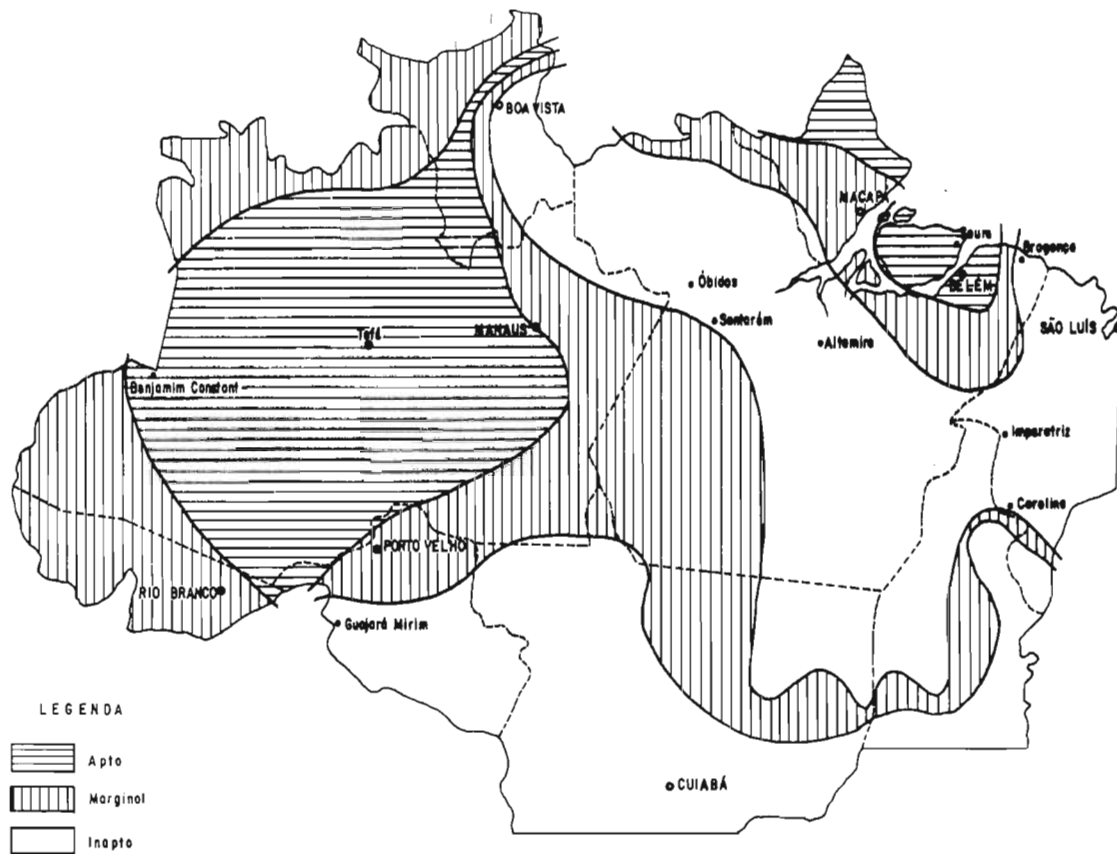 BOA VISTA
MACAPÁ
Soure
Bragança
BELÉM
Óbidos
SÃO LUÍS
Santarém
MANAUS
Altamira
Tefé
Benjamim Constant
Imperatriz
Carolina
PORTO VELHO
RIO BRANCO
Guajará Mirim
CUIABÁ
LEGENDA
Apto
Marginal
Inapto